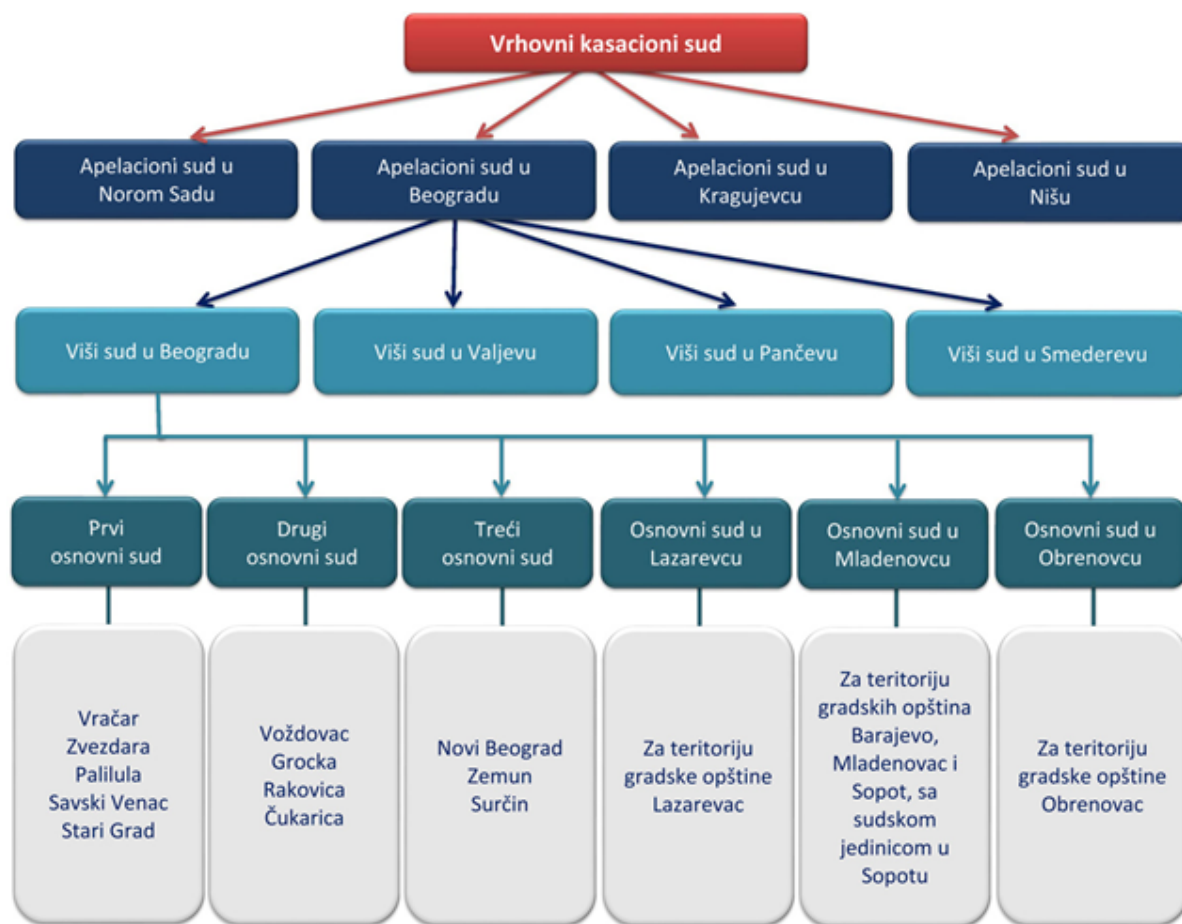 Vrhovni kasacioni sud
Apelacioni sud u
Norom Sadu
Apelacioni sud u
Beogradu
Apelacioni sud u
Kragujevcu
Apelacioni sud u
Nišu
Viši sud u Beogradu
Viši sud u Valjevu
Viši sud u Pančevu
Viši sud u Smederevu
Prvi
osnovni sud
Drugi
osnovni sud
Treći
osnovni sud
Osnovni sud u
Lazarevcu
Osnovni sud u
Mladenovcu
Osnovni sud u
Obrenovcu
Vračar
Zvezdara
Palilula
Savski Venac
Stari Grad
Voždovac
Grocka
Rakovica
Čukarica
Novi Beograd
Zemun
Surčin
Za teritoriju
gradske opštine
Lazarevac
Za teritoriju
gradskih opština
Barajevo,
Mladenovac i
Sopot, sa
sudskom
jedinicom u
Sopotu
Za teritoriju
gradske opštine
Obrenovac